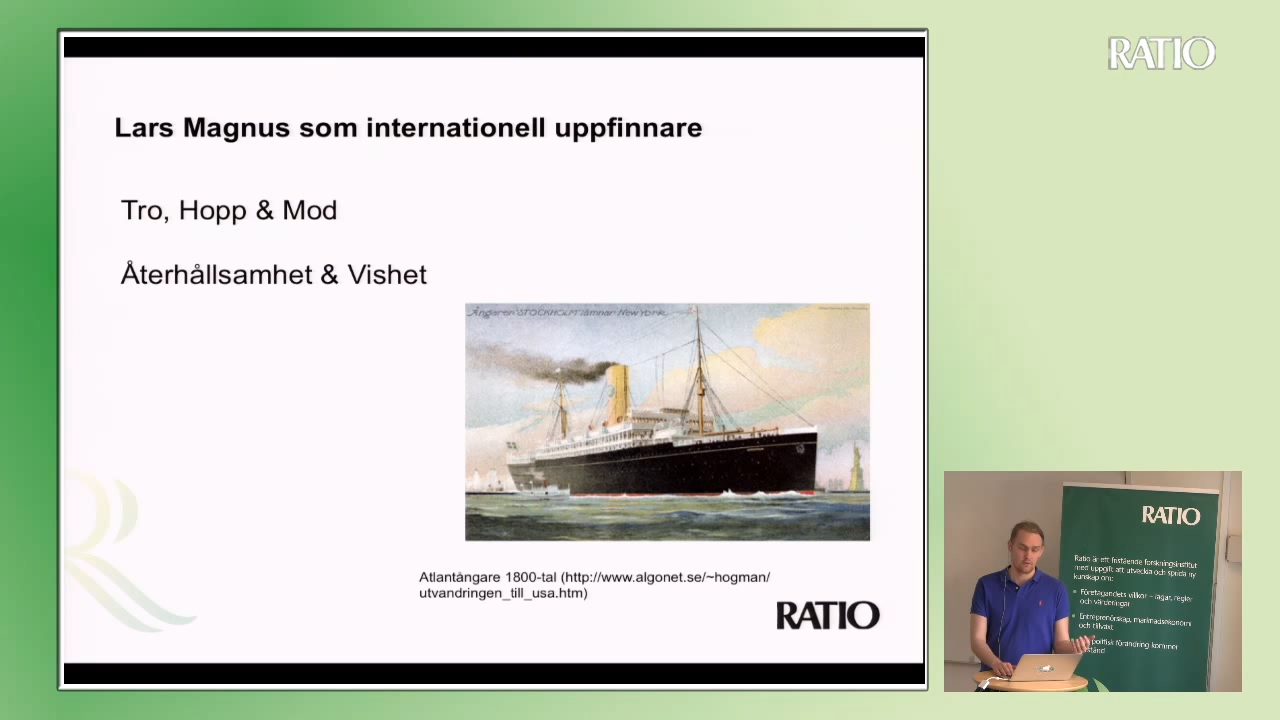 RATIO
Lars Magnus som internationell uppfinnare
Tro, Hopp & Mod
Återhållsamhet & Vishet
Ångaren "STOCKHOLM" lämnar New York.
Atlantångare 1800-tal (http://www.algonet.se/~hogman/
utvandringen_till_usa.htm)
RATIO
RATIO
Ratio är ett fristående forskningsinstitut
med uppgift att utveckla och sprida ny
kunskap om:
Företagandets villkor – lagar, regler
och värderingar
Entreprenörskap, marknadsekonomi
och tillväxt
politisk förändring kommer